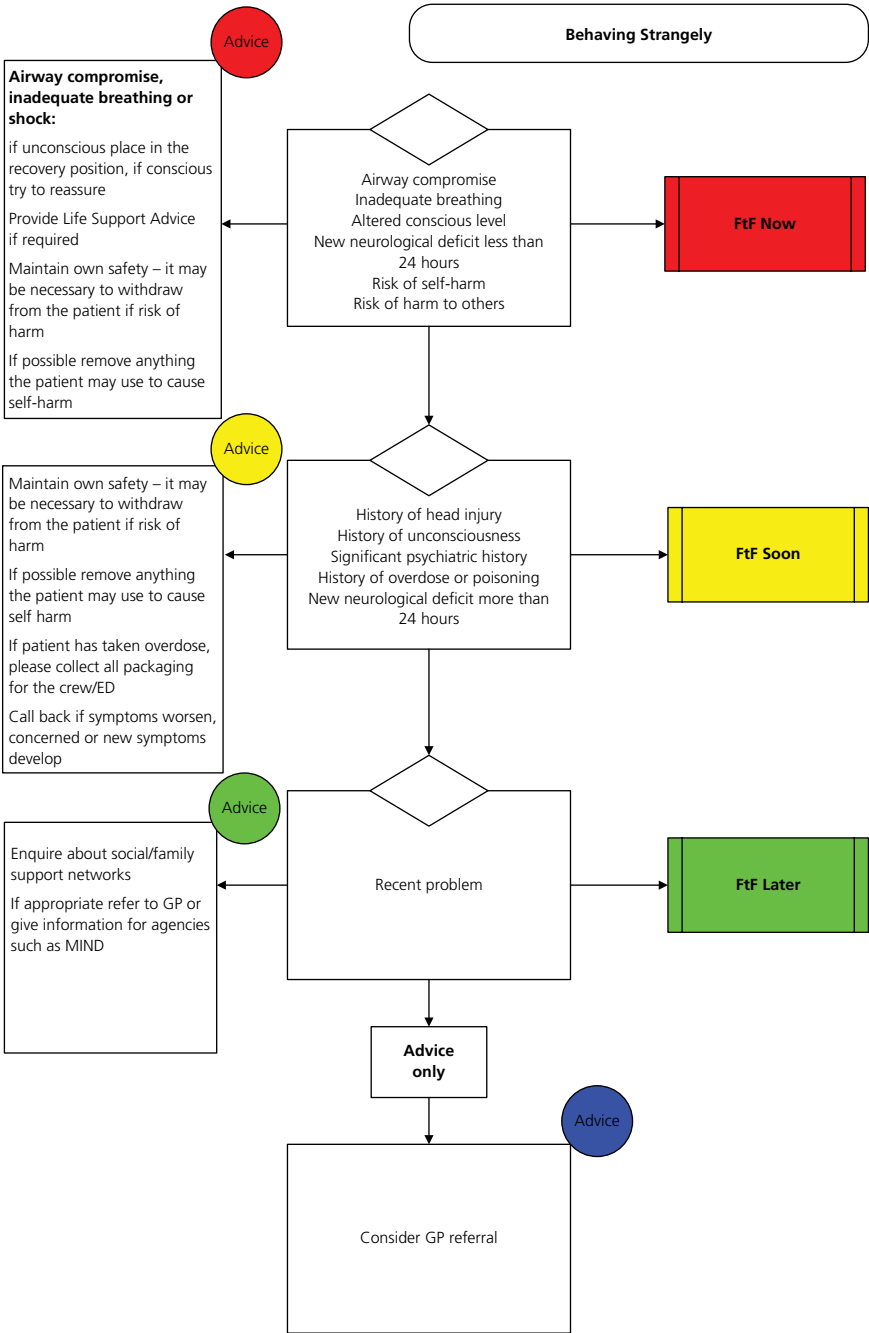 Advice
Behaving Strangely
Airway compromise,
inadequate breathing or
shock:
if unconscious place in the
recovery position, if conscious
try to reassure
Provide Life Support Advice
if required
Maintain own safety – it may
be necessary to withdraw
from the patient if risk of
harm
If possible remove anything
the patient may use to cause
self-harm
Airway compromise
Inadequate breathing
Altered conscious level
New neurological deficit less than
24 hours
Risk of self-harm
Risk of harm to others
FtF Now
Advice
Maintain own safety – it may
be necessary to withdraw
from the patient if risk of
harm
If possible remove anything
the patient may use to cause
self harm
If patient has taken overdose,
please collect all packaging
for the crew/ED
Call back if symptoms worsen,
concerned or new symptoms
develop
History of head injury
History of unconsciousness
Significant psychiatric history
History of overdose or poisoning
New neurological deficit more than
24 hours
FtF Soon
Advice
Enquire about social/family
support networks
If appropriate refer to GP or
give information for agencies
such as MIND
Recent problem
FtF Later
Advice
only
Advice
Consider GP referral